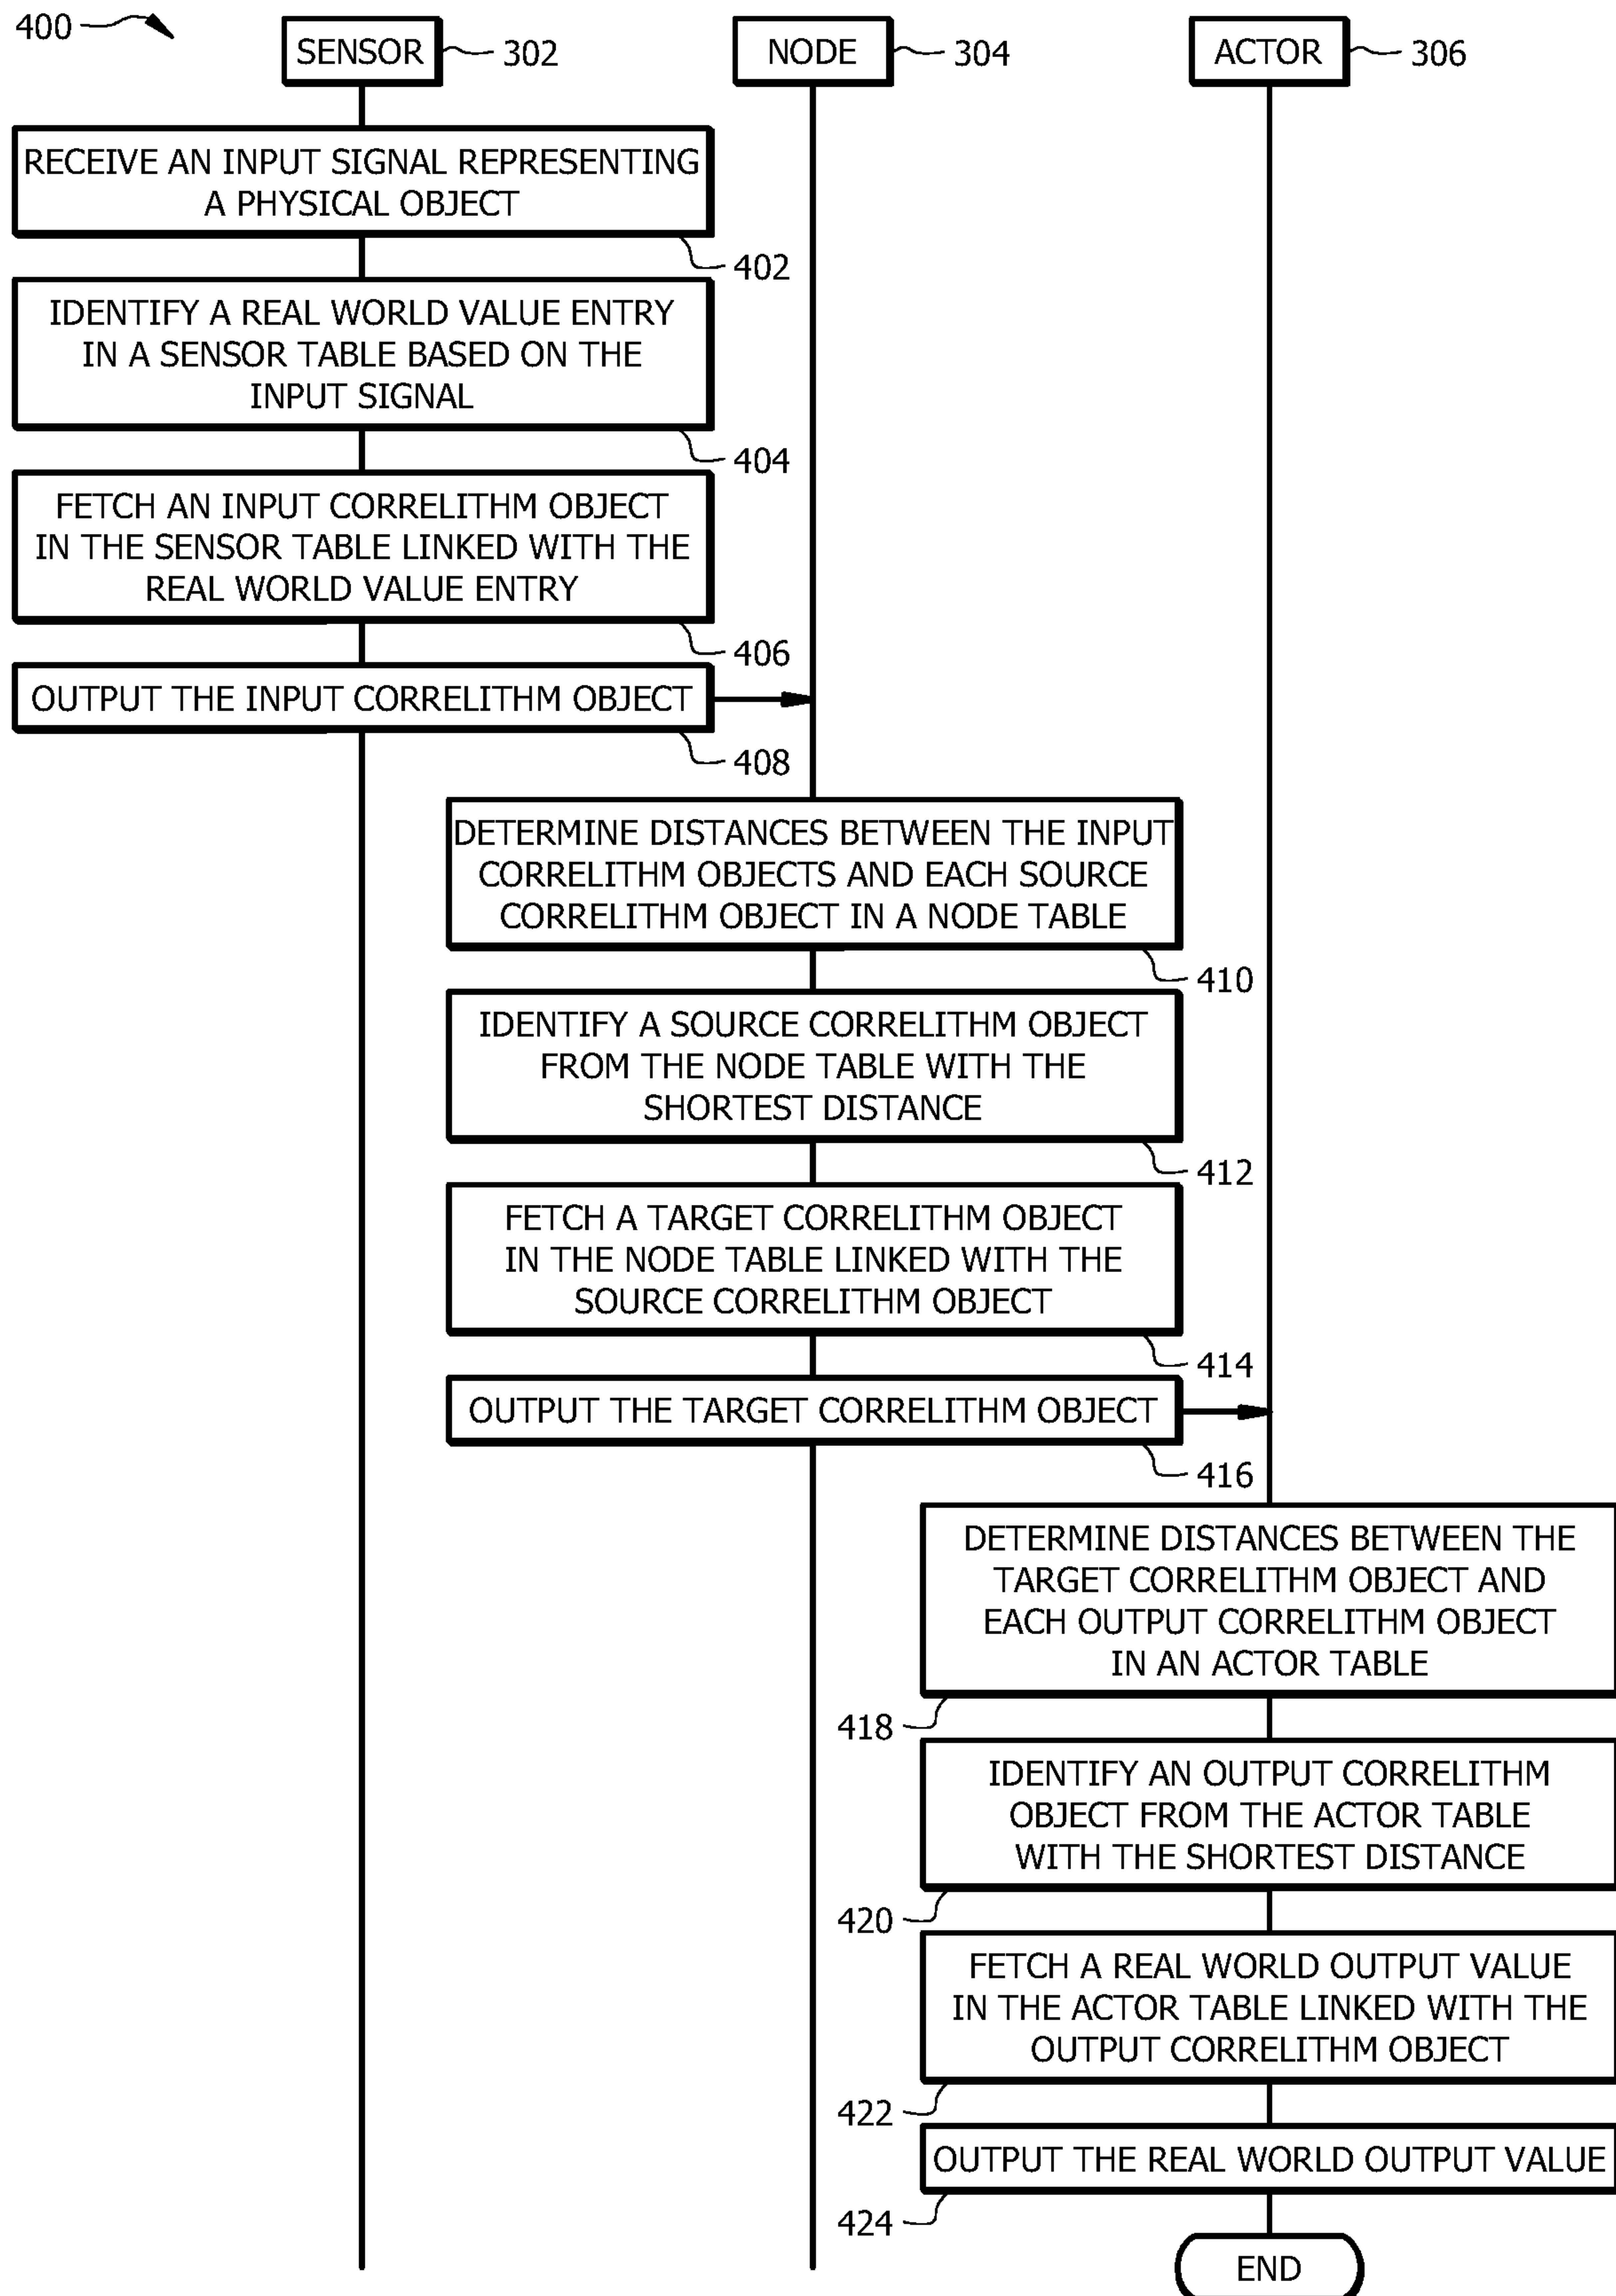 400
SENSOR
302
NODE
304
ACTOR
306
RECEIVE AN INPUT SIGNAL REPRESENTING
A PHYSICAL OBJECT
402
IDENTIFY A REAL WORLD VALUE ENTRY
IN A SENSOR TABLE BASED ON THE
INPUT SIGNAL
404
FETCH AN INPUT CORRELITHM OBJECT
IN THE SENSOR TABLE LINKED WITH THE
REAL WORLD VALUE ENTRY
406
OUTPUT THE INPUT CORRELITHM OBJECT
408
DETERMINE DISTANCES BETWEEN THE INPUT
CORRELITHM OBJECTS AND EACH SOURCE
CORRELITHM OBJECT IN A NODE TABLE
410
IDENTIFY A SOURCE CORRELITHM OBJECT
FROM THE NODE TABLE WITH THE
SHORTEST DISTANCE
412
FETCH A TARGET CORRELITHM OBJECT
IN THE NODE TABLE LINKED WITH THE
SOURCE CORRELITHM OBJECT
414
OUTPUT THE TARGET CORRELITHM OBJECT
416
DETERMINE DISTANCES BETWEEN THE
TARGET CORRELITHM OBJECT AND
EACH OUTPUT CORRELITHM OBJECT
IN AN ACTOR TABLE
418
IDENTIFY AN OUTPUT CORRELITHM
OBJECT FROM THE ACTOR TABLE
WITH THE SHORTEST DISTANCE
420
FETCH A REAL WORLD OUTPUT VALUE
IN THE ACTOR TABLE LINKED WITH THE
OUTPUT CORRELITHM OBJECT
422
OUTPUT THE REAL WORLD OUTPUT VALUE
424
END